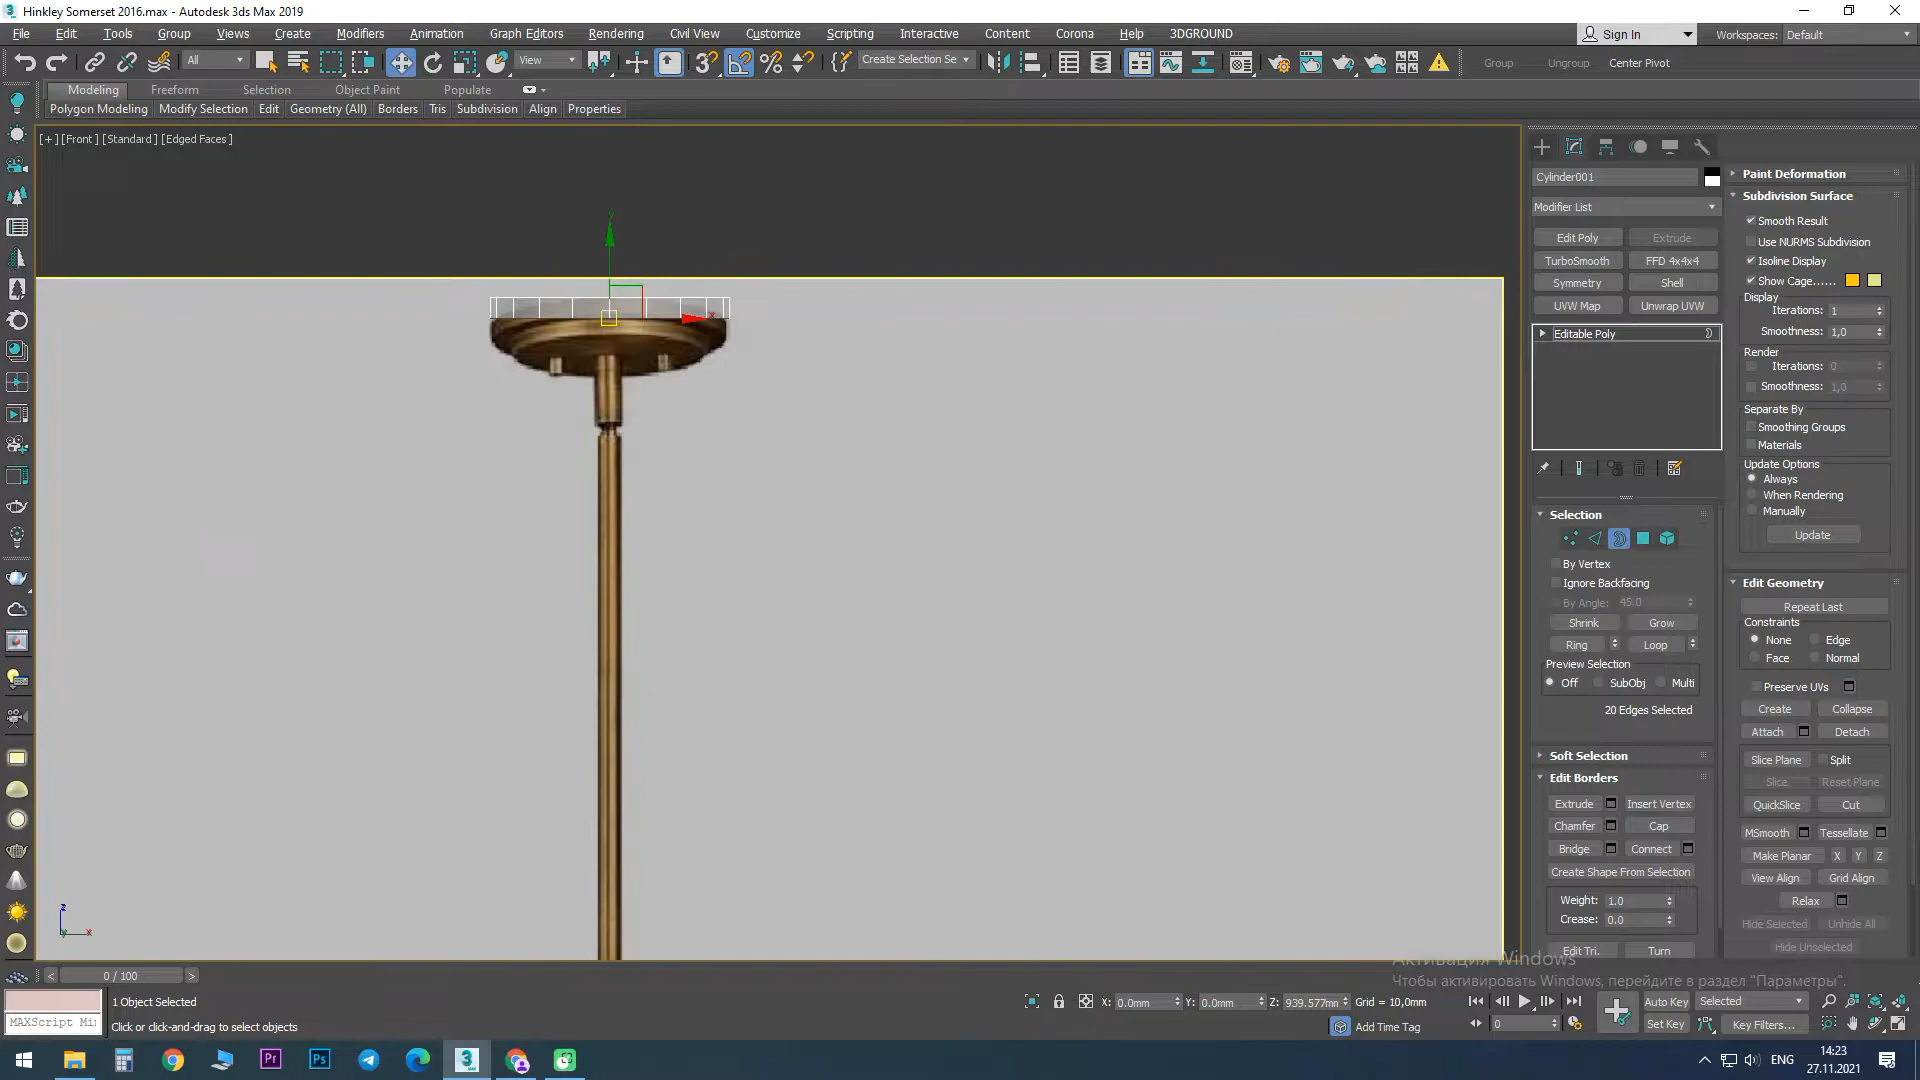 Hinkley Somerset 2016.max - Autodesk 3ds Max 2019
File Edit Tools Group Views Create Modifiers Animation Graph Editors Rendering Civil View Customize Scripting Interactive Content Corona Help 3DGROUND Sign In Workspaces: Default
All View Create Selection Se Group Ungroup Center Pivot
Modeling Freeform Selection Object Paint Populate
Polygon Modeling Modify Selection Edit Geometry (All) Borders Tris Subdivision Align Properties
[+] [Front] [Standard] [Edged Faces]
Cylinder001
Modifier List
Edit Poly Extrude
TurboSmooth FFD 4x4x4
Symmetry Shell
UVW Map Unwrap UVW
Editable Poly
Selection
By Vertex
Ignore Backfacing
By Angle: 45.0
Shrink Grow
Ring Loop
Preview Selection
Off SubObj Multi
20 Edges Selected
Soft Selection
Edit Borders
Extrude Insert Vertex
Chamfer Cap
Bridge Connect
Create Shape From Selection
Weight: 1.0
Crease: 0.0
Edit Tri. Turn
Paint Deformation
Subdivision Surface
Smooth Result
Use NURMS Subdivision
Isoline Display
Show Cage......
Display
Iterations: 1
Smoothness: 1,0
Render
Iterations: 0
Smoothness: 1,0
Separate By
Smoothing Groups
Materials
Update Options
Always
When Rendering
Manually
Update
Edit Geometry
Repeat Last
Constraints
None Edge
Face Normal
Preserve UVs
Create Collapse
Attach Detach
Slice Plane Split
Slice Reset Plane
QuickSlice Cut
MSmooth Tessellate
Make Planar X Y Z
View Align Grid Align
Relax
Hide Selected Unhide All
Hide Unselected
y
x
z
x
y
Активация Windows
Чтобы активировать Windows, перейдите в раздел "Параметры".
< 0 / 100 >
1 Object Selected X: 0.0mm Y: 0.0mm Z: 939.577mm Grid = 10,0mm Auto Key Selected
MAXScript Mi
Click or click-and-drag to select objects Add Time Tag 0 Set Key Key Filters...
ENG 14:23
27.11.2021